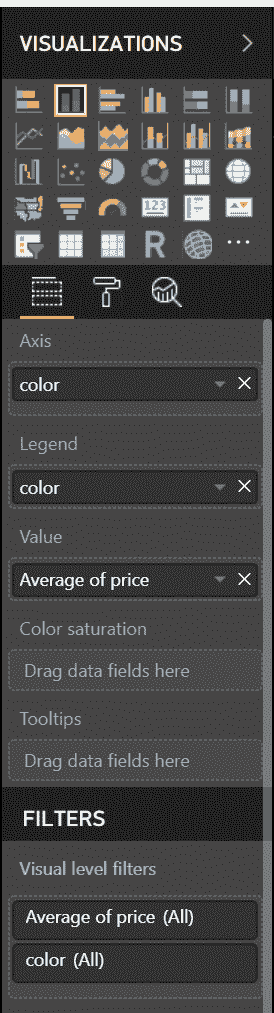 VISUALIZATIONS
123
R
Axis
color
Legend
color
Value
Average of price
Color saturation
Drag data fields here
Tooltips
Drag data fields here
FILTERS
Visual level filters
Average of price (All)
color (All)